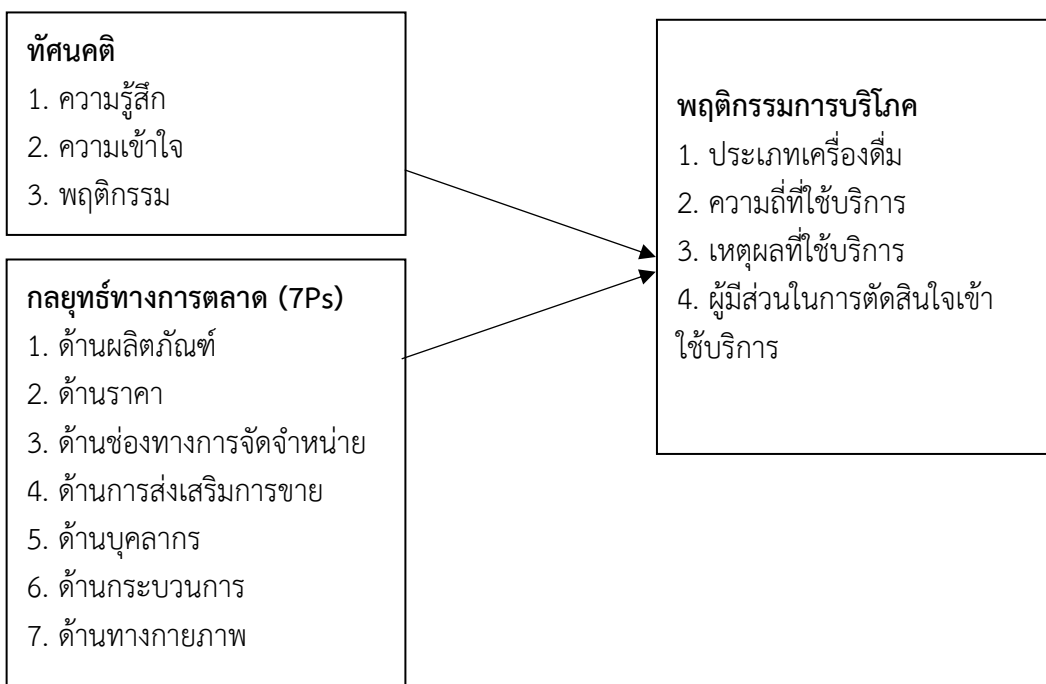 ทัศนคติ
1. ความรู้สึก
2. ความเข้าใจ
3. พฤติกรรม
กลยุทธ์ทางการตลาด (7Ps)
1. ด้านผลิตภัณฑ์
2. ด้านราคา
3. ด้านช่องทางการจัดจำหน่าย
4. ด้านการส่งเสริมการขาย
5. ด้านบุคลากร
6. ด้านกระบวนการ
7. ด้านทางกายภาพ
พฤติกรรมการบริโภค
1. ประเภทเครื่องดื่ม
2. ความถี่ที่ใช้บริการ
3. เหตุผลที่ใช้บริการ
4. ผู้มีส่วนในการตัดสินใจเข้า
ใช้บริการ